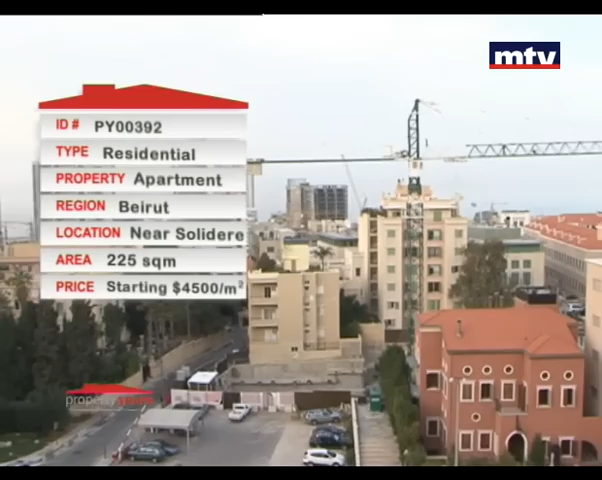 mtv
ID # PY00392
TYPE Residential
PROPERTY Apartment
REGION Beirut
LOCATION Near Solidere
AREA 225 sqm
PRICE Starting $4500/m²
property